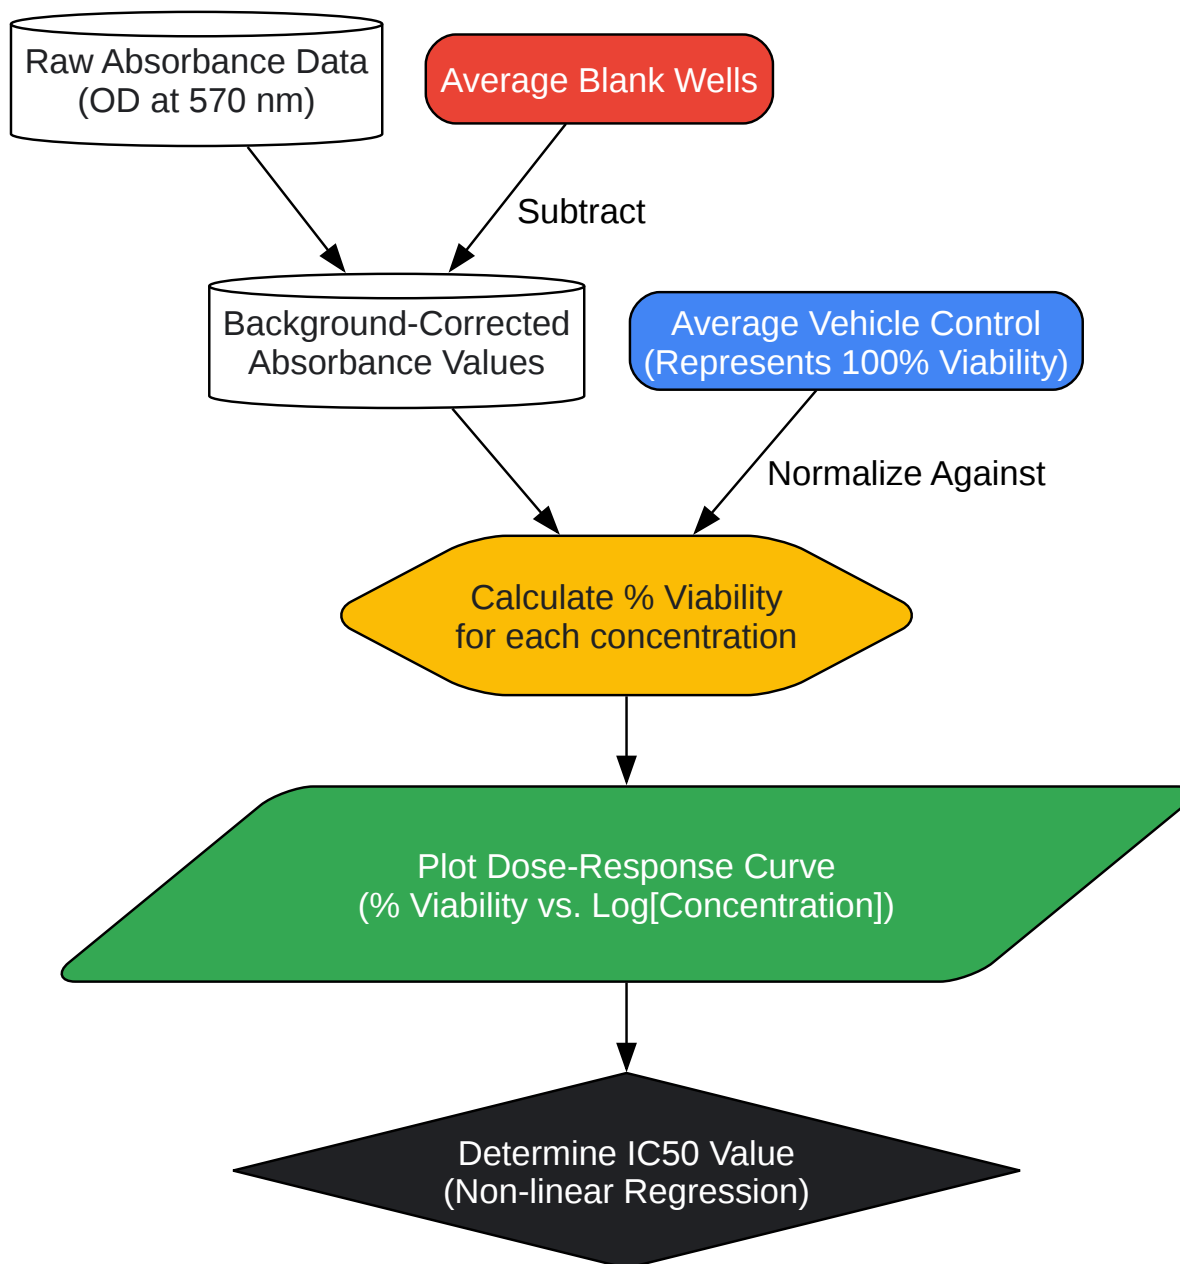 Raw Absorbance Data
(OD at 570 nm)
Average Blank Wells
Subtract
Background-Corrected
Absorbance Values
Average Vehicle Control
(Represents 100% Viability)
Normalize Against
Calculate % Viability
for each concentration
Plot Dose-Response Curve
(% Viability vs. Log[Concentration])
Determine IC50 Value
(Non-linear Regression)